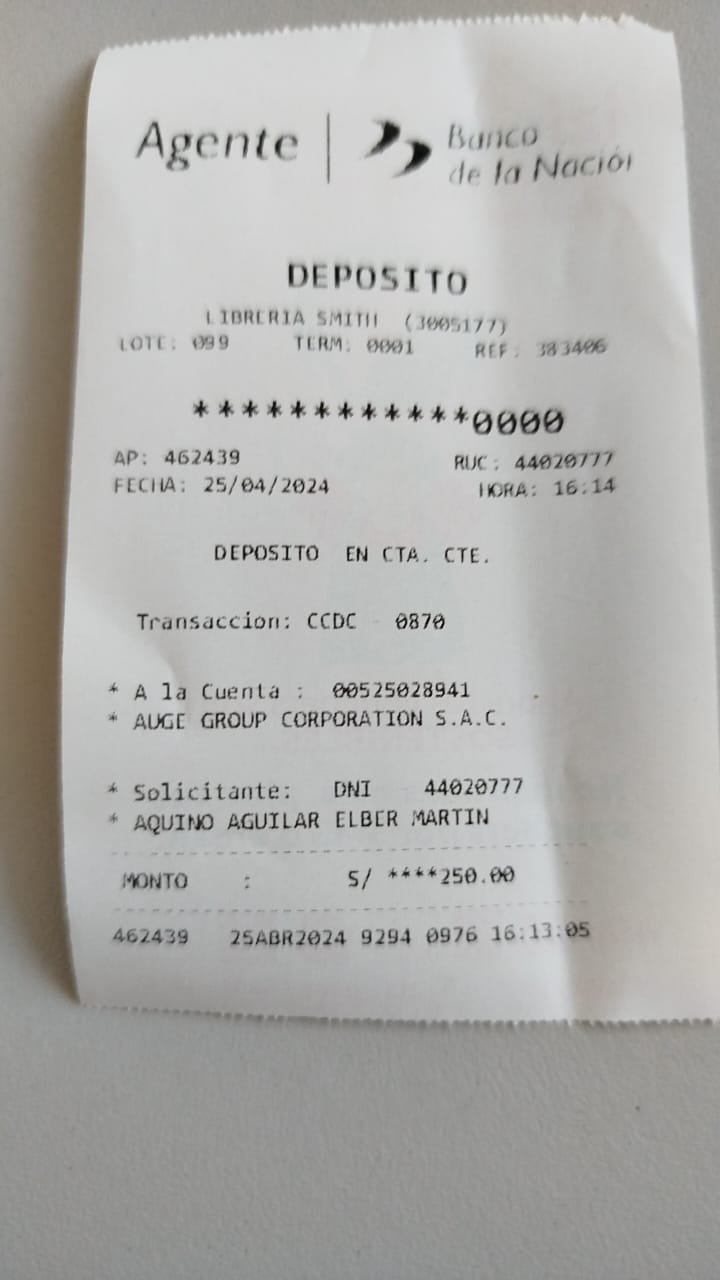 Agente | Banco
de la Nación
DEPOSITO
LIBRERIA SMITH (3005177)
LOTE: 099 TERM: 0001 REF: 383406
************0000
AP: 462439 RUC: 44020777
FECHA: 25/04/2024 HORA: 16:14
DEPOSITO EN CTA. CTE.
Transaccion: CCDC - 0870
* A la Cuenta : 00525028941
* AUGE GROUP CORPORATION S.A.C.
* Solicitante: DNI 44020777
* AQUINO AGUILAR ELBER MARTIN
MONTO : S/ ****250.00
462439 25ABR2024 9294 0976 16:13:05